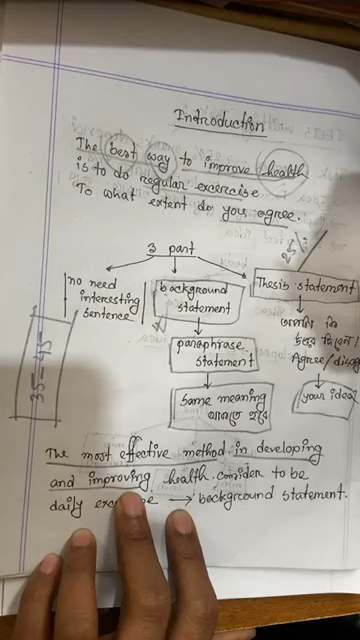 Introduction
The best way to improve health
is to do regular exercise
To what extent do you agree.
3 part
no need
interesting
sentence
background
statement
Thesis statement
paraphrase
statement
Agree/disag
same meaning
আনতে হবে
your idea
35-45
The most effective method in developing
and improving health consider to be
daily → background statement.